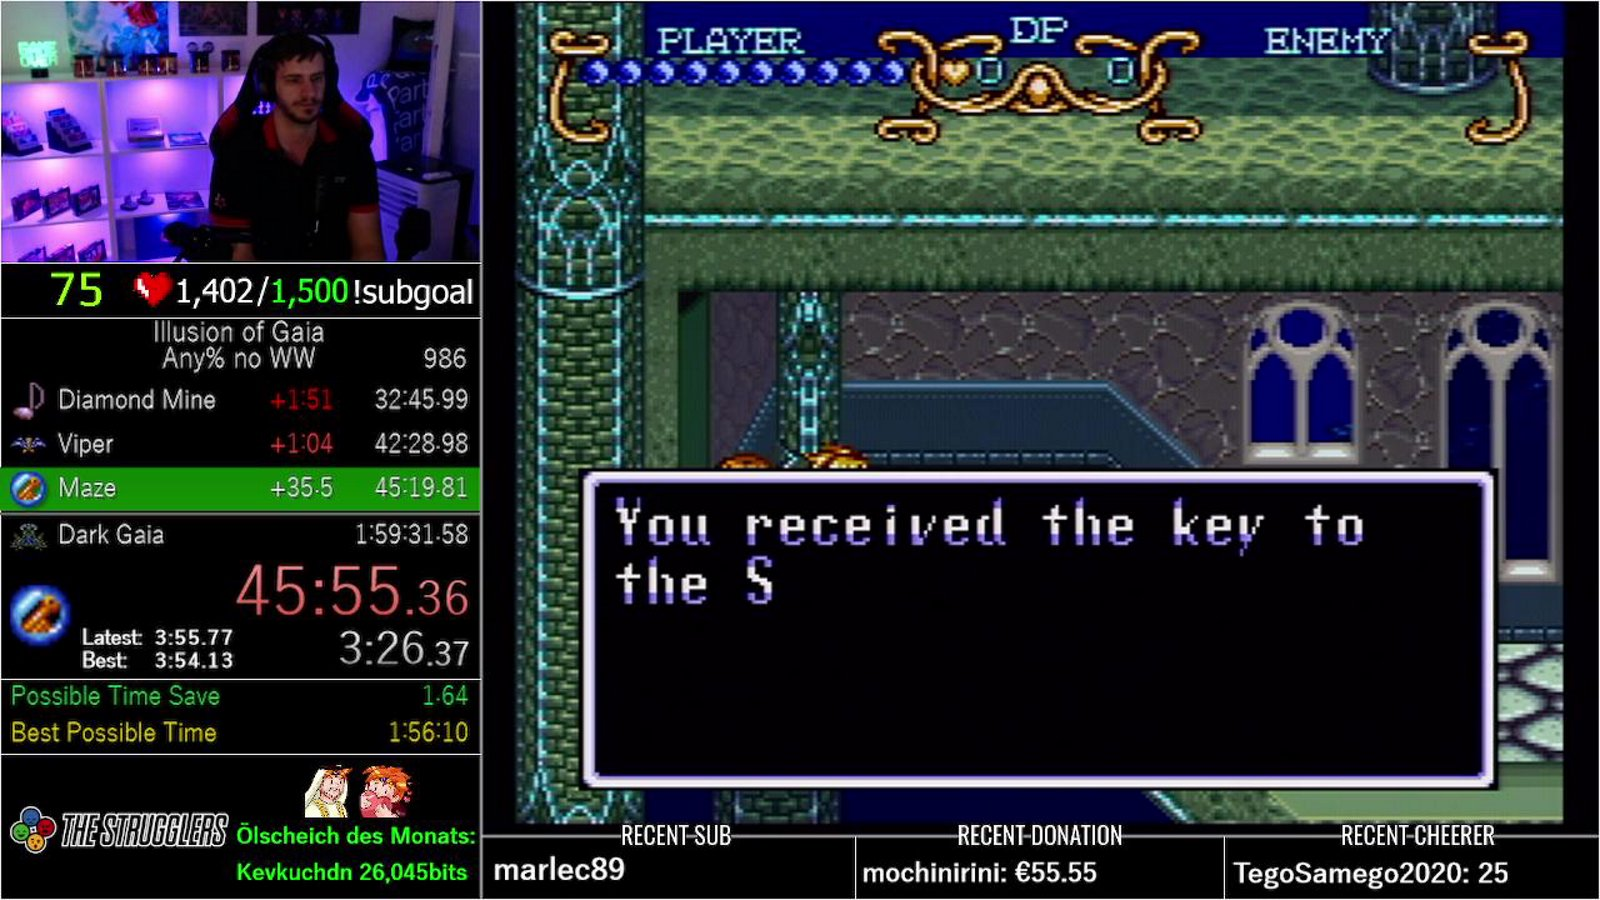 GAME OVER
75 1,402/1,500 !subgoal
Illusion of Gaia
Any% no WW 986
Diamond Mine +1:51 32:45.99
Viper +1:04 42:28.98
Maze +35.5 45:19.81
Dark Gaia 1:59:31.58
45:55.36
Latest: 3:55.77
Best: 3:54.13
3:26.37
Possible Time Save 1.64
Best Possible Time 1:56:10
THE STRUGGLERS
Ölscheich des Monats:
Kevkuchdn 26,045bits
PLAYER DP ENEMY
0 0
You received the key to
the S
RECENT SUB
marlec89
RECENT DONATION
mochinirini: €55.55
RECENT CHEERER
TegoSamego2020: 25